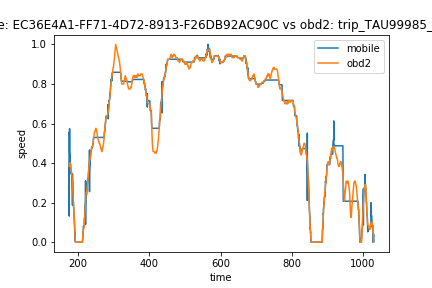 e: EC36E4A1-FF71-4D72-8913-F26DB92AC90C vs obd2: trip_TAU99985_
mobile
obd2
1.0
0.8
0.6
0.4
0.2
0.0
speed
200 400 600 800 1000
time